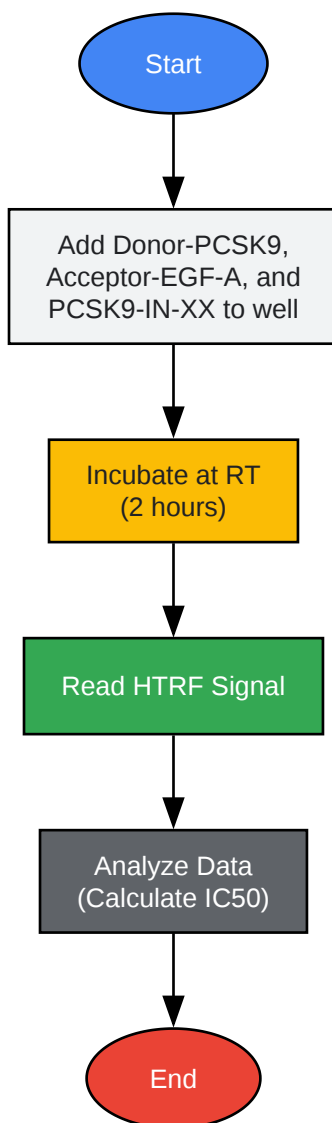 Start
Add Donor-PCSK9,
Acceptor-EGF-A, and
PCSK9-IN-XX to well
Incubate at RT
(2 hours)
Read HTRF Signal
Analyze Data
(Calculate IC50)
End